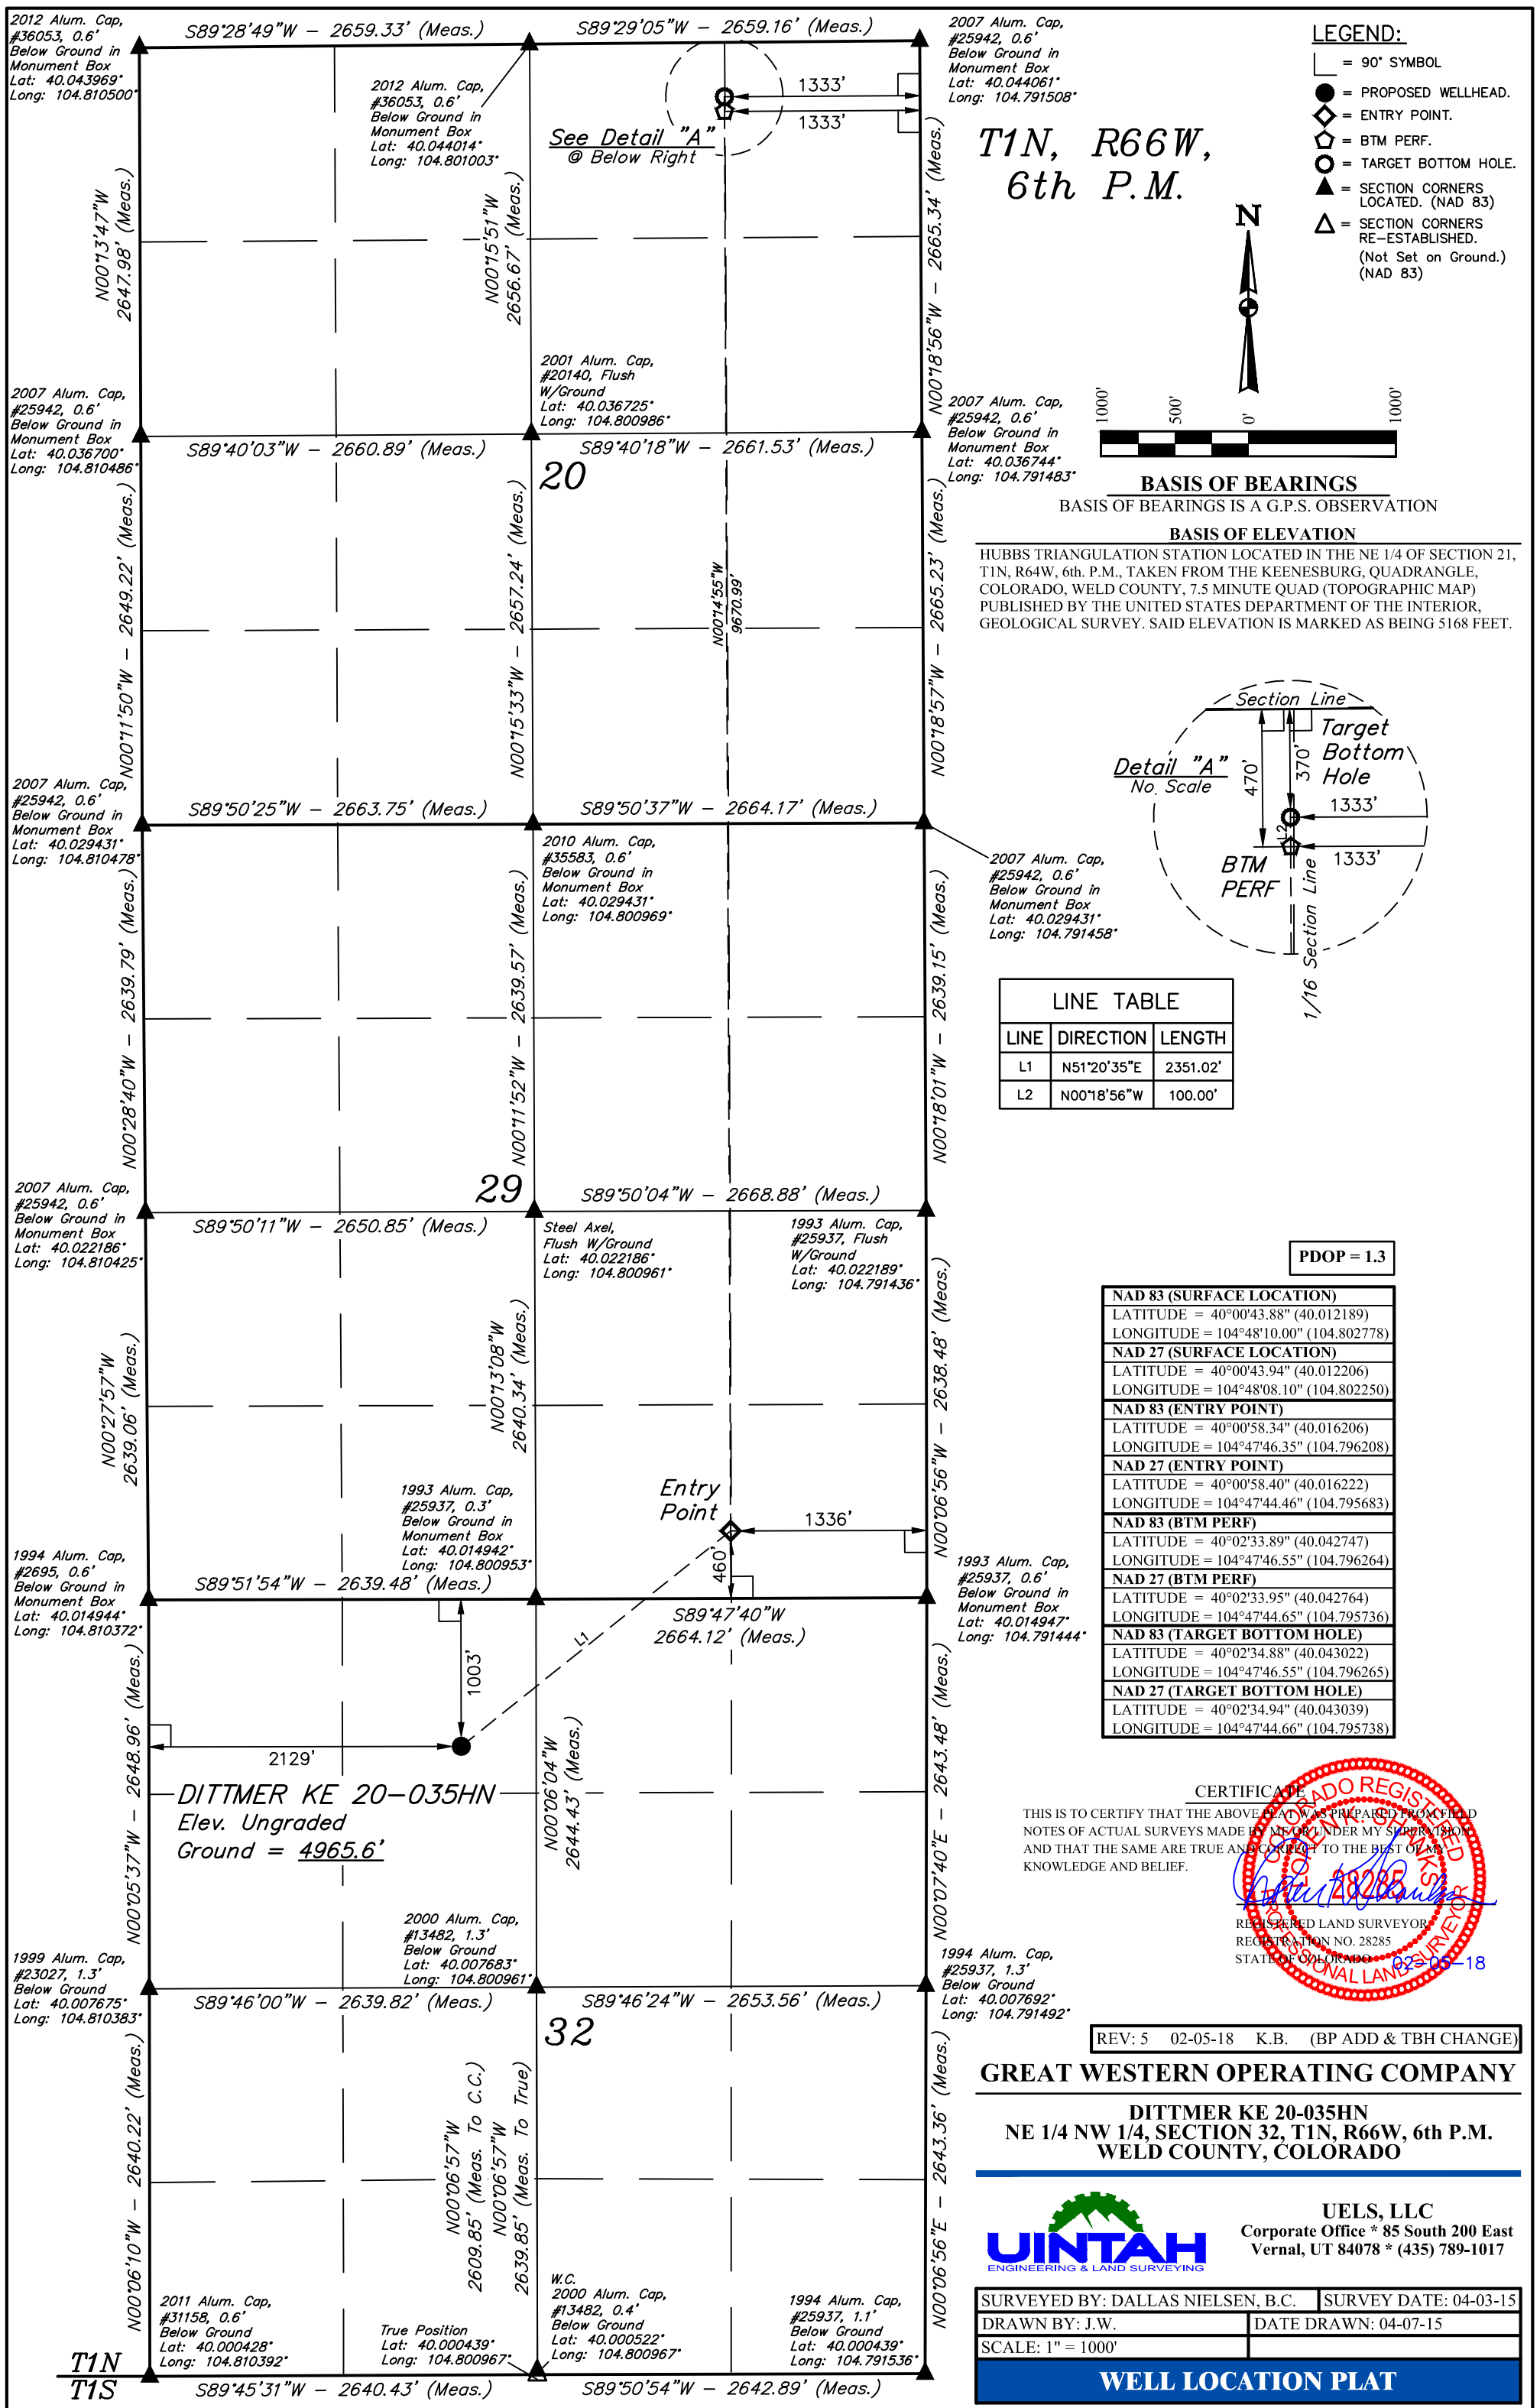 2012 Alum. Cap,
#36053, 0.6'
Below Ground in
Monument Box
Lat: 40.043969°
Long: 104.810500°
S89°28'49"W – 2659.33' (Meas.)
S89°29'05"W – 2659.16' (Meas.)
2007 Alum. Cap,
#25942, 0.6'
Below Ground in
Monument Box
Lat: 40.044061°
Long: 104.791508°
2012 Alum. Cap,
#36053, 0.6'
Below Ground in
Monument Box
Lat: 40.044014°
Long: 104.801003°
1333'
1333'
See Detail "A"
@ Below Right
T1N, R66W,
6th P.M.
LEGEND:
= 90° SYMBOL
= PROPOSED WELLHEAD.
= ENTRY POINT.
= BTM PERF.
= TARGET BOTTOM HOLE.
= SECTION CORNERS
LOCATED. (NAD 83)
= SECTION CORNERS
RE-ESTABLISHED.
(Not Set on Ground.)
(NAD 83)
N
N00°13'47"W
2647.98' (Meas.)
N00°15'51"W
2656.67' (Meas.)
N00°18'56"W – 2665.34' (Meas.)
1000'
500'
0'
1000'
2007 Alum. Cap,
#25942, 0.6'
Below Ground in
Monument Box
Lat: 40.036700°
Long: 104.810486°
2001 Alum. Cap,
#20140, Flush
W/Ground
Lat: 40.036725°
Long: 104.800986°
2007 Alum. Cap,
#25942, 0.6'
Below Ground in
Monument Box
Lat: 40.036744°
Long: 104.791483°
S89°40'03"W – 2660.89' (Meas.)
S89°40'18"W – 2661.53' (Meas.)
20
BASIS OF BEARINGS
BASIS OF BEARINGS IS A G.P.S. OBSERVATION
BASIS OF ELEVATION
HUBBS TRIANGULATION STATION LOCATED IN THE NE 1/4 OF SECTION 21,
T1N, R64W, 6th. P.M., TAKEN FROM THE KEENESBURG, QUADRANGLE,
COLORADO, WELD COUNTY, 7.5 MINUTE QUAD (TOPOGRAPHIC MAP)
PUBLISHED BY THE UNITED STATES DEPARTMENT OF THE INTERIOR,
GEOLOGICAL SURVEY. SAID ELEVATION IS MARKED AS BEING 5168 FEET.
N00°11'50"W – 2649.22' (Meas.)
N00°15'33"W – 2657.24' (Meas.)
N00°14'55"W
9670.99'
N00°18'57"W – 2665.23' (Meas.)
Section Line
Target
Bottom
Hole
Detail "A"
No Scale
470'
370'
1333'
L2
1333'
BTM
PERF
1/16 Section Line
2007 Alum. Cap,
#25942, 0.6'
Below Ground in
Monument Box
Lat: 40.029431°
Long: 104.810478°
S89°50'25"W – 2663.75' (Meas.)
S89°50'37"W – 2664.17' (Meas.)
2010 Alum. Cap,
#35583, 0.6'
Below Ground in
Monument Box
Lat: 40.029431°
Long: 104.800969°
2007 Alum. Cap,
#25942, 0.6'
Below Ground in
Monument Box
Lat: 40.029431°
Long: 104.791458°
N00°28'40"W – 2639.79' (Meas.)
N00°11'52"W – 2639.57' (Meas.)
N00°18'01"W – 2639.15' (Meas.)
LINE TABLE
LINE DIRECTION LENGTH
L1 N51°20'35"E 2351.02'
L2 N00°18'56"W 100.00'
2007 Alum. Cap,
#25942, 0.6'
Below Ground in
Monument Box
Lat: 40.022186°
Long: 104.810425°
29
S89°50'04"W – 2668.88' (Meas.)
S89°50'11"W – 2650.85' (Meas.)
Steel Axel,
Flush W/Ground
Lat: 40.022186°
Long: 104.800961°
1993 Alum. Cap,
#25937, Flush
W/Ground
Lat: 40.022189°
Long: 104.791436°
N00°27'57"W
2639.06' (Meas.)
N00°13'08"W
2640.34' (Meas.)
N00°06'56"W – 2638.48' (Meas.)
PDOP = 1.3
NAD 83 (SURFACE LOCATION)
LATITUDE = 40°00'43.88" (40.012189)
LONGITUDE = 104°48'10.00" (104.802778)
NAD 27 (SURFACE LOCATION)
LATITUDE = 40°00'43.94" (40.012206)
LONGITUDE = 104°48'08.10" (104.802250)
NAD 83 (ENTRY POINT)
LATITUDE = 40°00'58.34" (40.016206)
LONGITUDE = 104°47'46.35" (104.796208)
NAD 27 (ENTRY POINT)
LATITUDE = 40°00'58.40" (40.016222)
LONGITUDE = 104°47'44.46" (104.795683)
NAD 83 (BTM PERF)
LATITUDE = 40°02'33.89" (40.042747)
LONGITUDE = 104°47'46.55" (104.796264)
NAD 27 (BTM PERF)
LATITUDE = 40°02'33.95" (40.042764)
LONGITUDE = 104°47'44.65" (104.795736)
NAD 83 (TARGET BOTTOM HOLE)
LATITUDE = 40°02'34.88" (40.043022)
LONGITUDE = 104°47'46.55" (104.796265)
NAD 27 (TARGET BOTTOM HOLE)
LATITUDE = 40°02'34.94" (40.043039)
LONGITUDE = 104°47'44.66" (104.795738)
1993 Alum. Cap,
#25937, 0.3'
Below Ground in
Monument Box
Lat: 40.014942°
Long: 104.800953°
Entry
Point
1336'
460'
1994 Alum. Cap,
#2695, 0.6'
Below Ground in
Monument Box
Lat: 40.014944°
Long: 104.810372°
S89°51'54"W – 2639.48' (Meas.)
S89°47'40"W
2664.12' (Meas.)
1993 Alum. Cap,
#25937, 0.6'
Below Ground in
Monument Box
Lat: 40.014947°
Long: 104.791444°
L1
1003'
2129'
DITTMER KE 20-035HN
Elev. Ungraded
Ground = 4965.6'
N00°05'37"W – 2648.96' (Meas.)
N00°06'04"W
2644.43' (Meas.)
N00°07'40"E – 2643.48' (Meas.)
CERTIFICATE
THIS IS TO CERTIFY THAT THE ABOVE PLAT WAS PREPARED FROM FIELD
NOTES OF ACTUAL SURVEYS MADE BY ME OR UNDER MY SUPERVISION
AND THAT THE SAME ARE TRUE AND CORRECT TO THE BEST OF MY
KNOWLEDGE AND BELIEF.
COLORADO REGISTERED
LOREN K. SHANKS
28285
PROFESSIONAL LAND SURVEYOR
REGISTERED LAND SURVEYOR
REGISTRATION NO. 28285
STATE OF COLORADO
02-05-18
1999 Alum. Cap,
#23027, 1.3'
Below Ground
Lat: 40.007675°
Long: 104.810383°
2000 Alum. Cap,
#13482, 1.3'
Below Ground
Lat: 40.007683°
Long: 104.800961°
1994 Alum. Cap,
#25937, 1.3'
Below Ground
Lat: 40.007692°
Long: 104.791492°
S89°46'00"W – 2639.82' (Meas.)
S89°46'24"W – 2653.56' (Meas.)
32
N00°06'10"W – 2640.22' (Meas.)
N00°06'57"W
2609.85' (Meas. To C.C.)
N00°06'57"W
2639.85' (Meas. To True)
N00°06'56"E – 2643.36' (Meas.)
2011 Alum. Cap,
#31158, 0.6'
Below Ground
Lat: 40.000428°
Long: 104.810392°
True Position
Lat: 40.000439°
Long: 104.800967°
W.C.
2000 Alum. Cap,
#13482, 0.4'
Below Ground
Lat: 40.000522°
Long: 104.800967°
1994 Alum. Cap,
#25937, 1.1'
Below Ground
Lat: 40.000439°
Long: 104.791536°
T1N
T1S
S89°45'31"W – 2640.43' (Meas.)
S89°50'54"W – 2642.89' (Meas.)
REV: 5 02-05-18 K.B. (BP ADD & TBH CHANGE)
GREAT WESTERN OPERATING COMPANY
DITTMER KE 20-035HN
NE 1/4 NW 1/4, SECTION 32, T1N, R66W, 6th P.M.
WELD COUNTY, COLORADO
UINTAH
ENGINEERING & LAND SURVEYING
UELS, LLC
Corporate Office * 85 South 200 East
Vernal, UT 84078 * (435) 789-1017
SURVEYED BY: DALLAS NIELSEN, B.C. SURVEY DATE: 04-03-15
DRAWN BY: J.W. DATE DRAWN: 04-07-15
SCALE: 1" = 1000'
WELL LOCATION PLAT